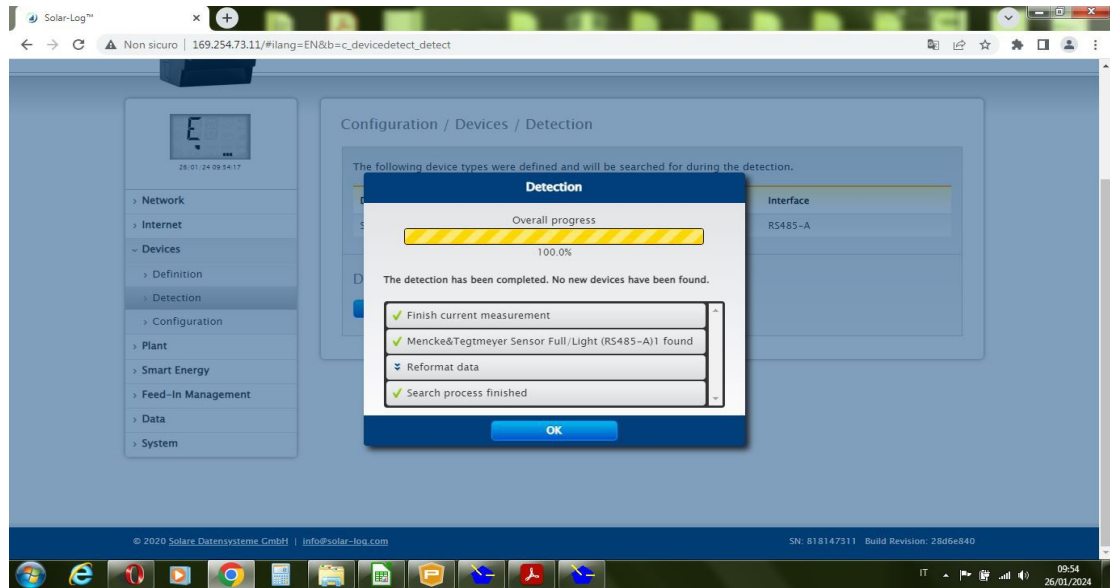 Solar-Log™
Non sicuro | 169.254.73.11/#ilang=EN&b=c_devicedetect_detect
E
26/01/24 09:54:17
Configuration / Devices / Detection
The following device types were defined and will be searched for during the detection.
Interface
RS485-A
Network
Internet
Devices
Definition
Detection
Configuration
Plant
Smart Energy
Feed-In Management
Data
System
Detection
Overall progress
100.0%
The detection has been completed. No new devices have been found.
Finish current measurement
Mencke&Tegtmeyer Sensor Full/Light (RS485-A)1 found
Reformat data
Search process finished
OK
© 2020 Solare Datensysteme GmbH | info@solar-log.com
SN: 818147311 Build Revision: 28d6e840
IT
09:54
26/01/2024